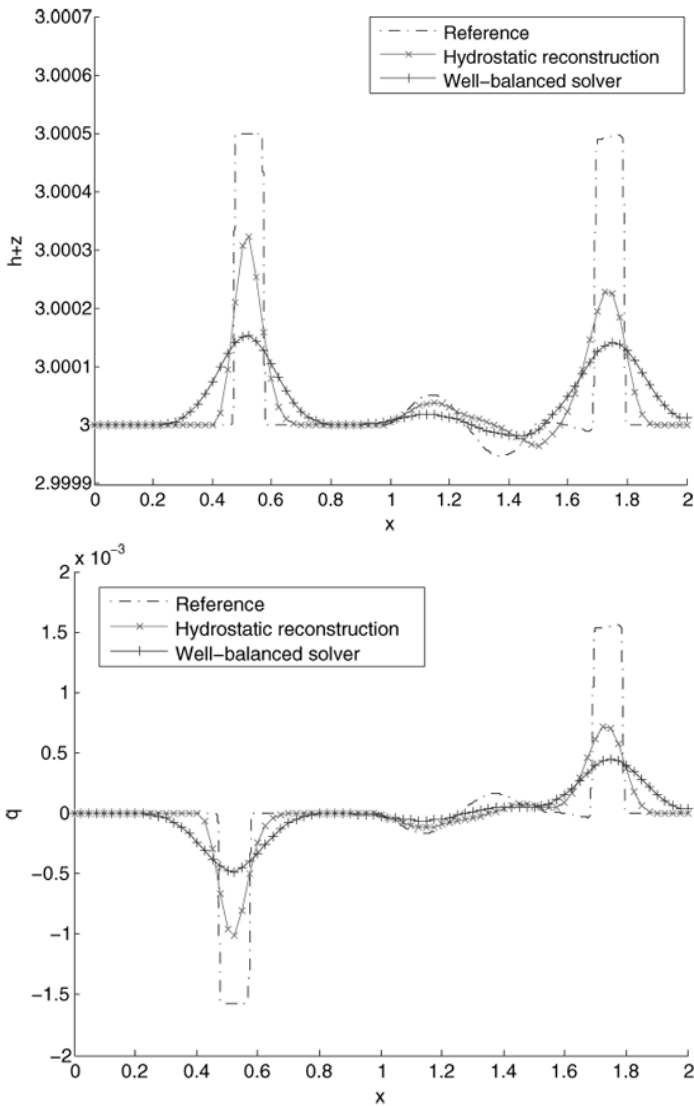 3.0007
3.0006
3.0005
3.0004
3.0003
3.0002
3.0001
3
2.9999
h+z
Reference
Hydrostatic reconstruction
Well-balanced solver
0 0.2 0.4 0.6 0.8 1 1.2 1.4 1.6 1.8 2
x
x 10⁻³
2
1.5
1
0.5
0
-0.5
-1
-1.5
-2
q
Reference
Hydrostatic reconstruction
Well-balanced solver
0 0.2 0.4 0.6 0.8 1 1.2 1.4 1.6 1.8 2
x